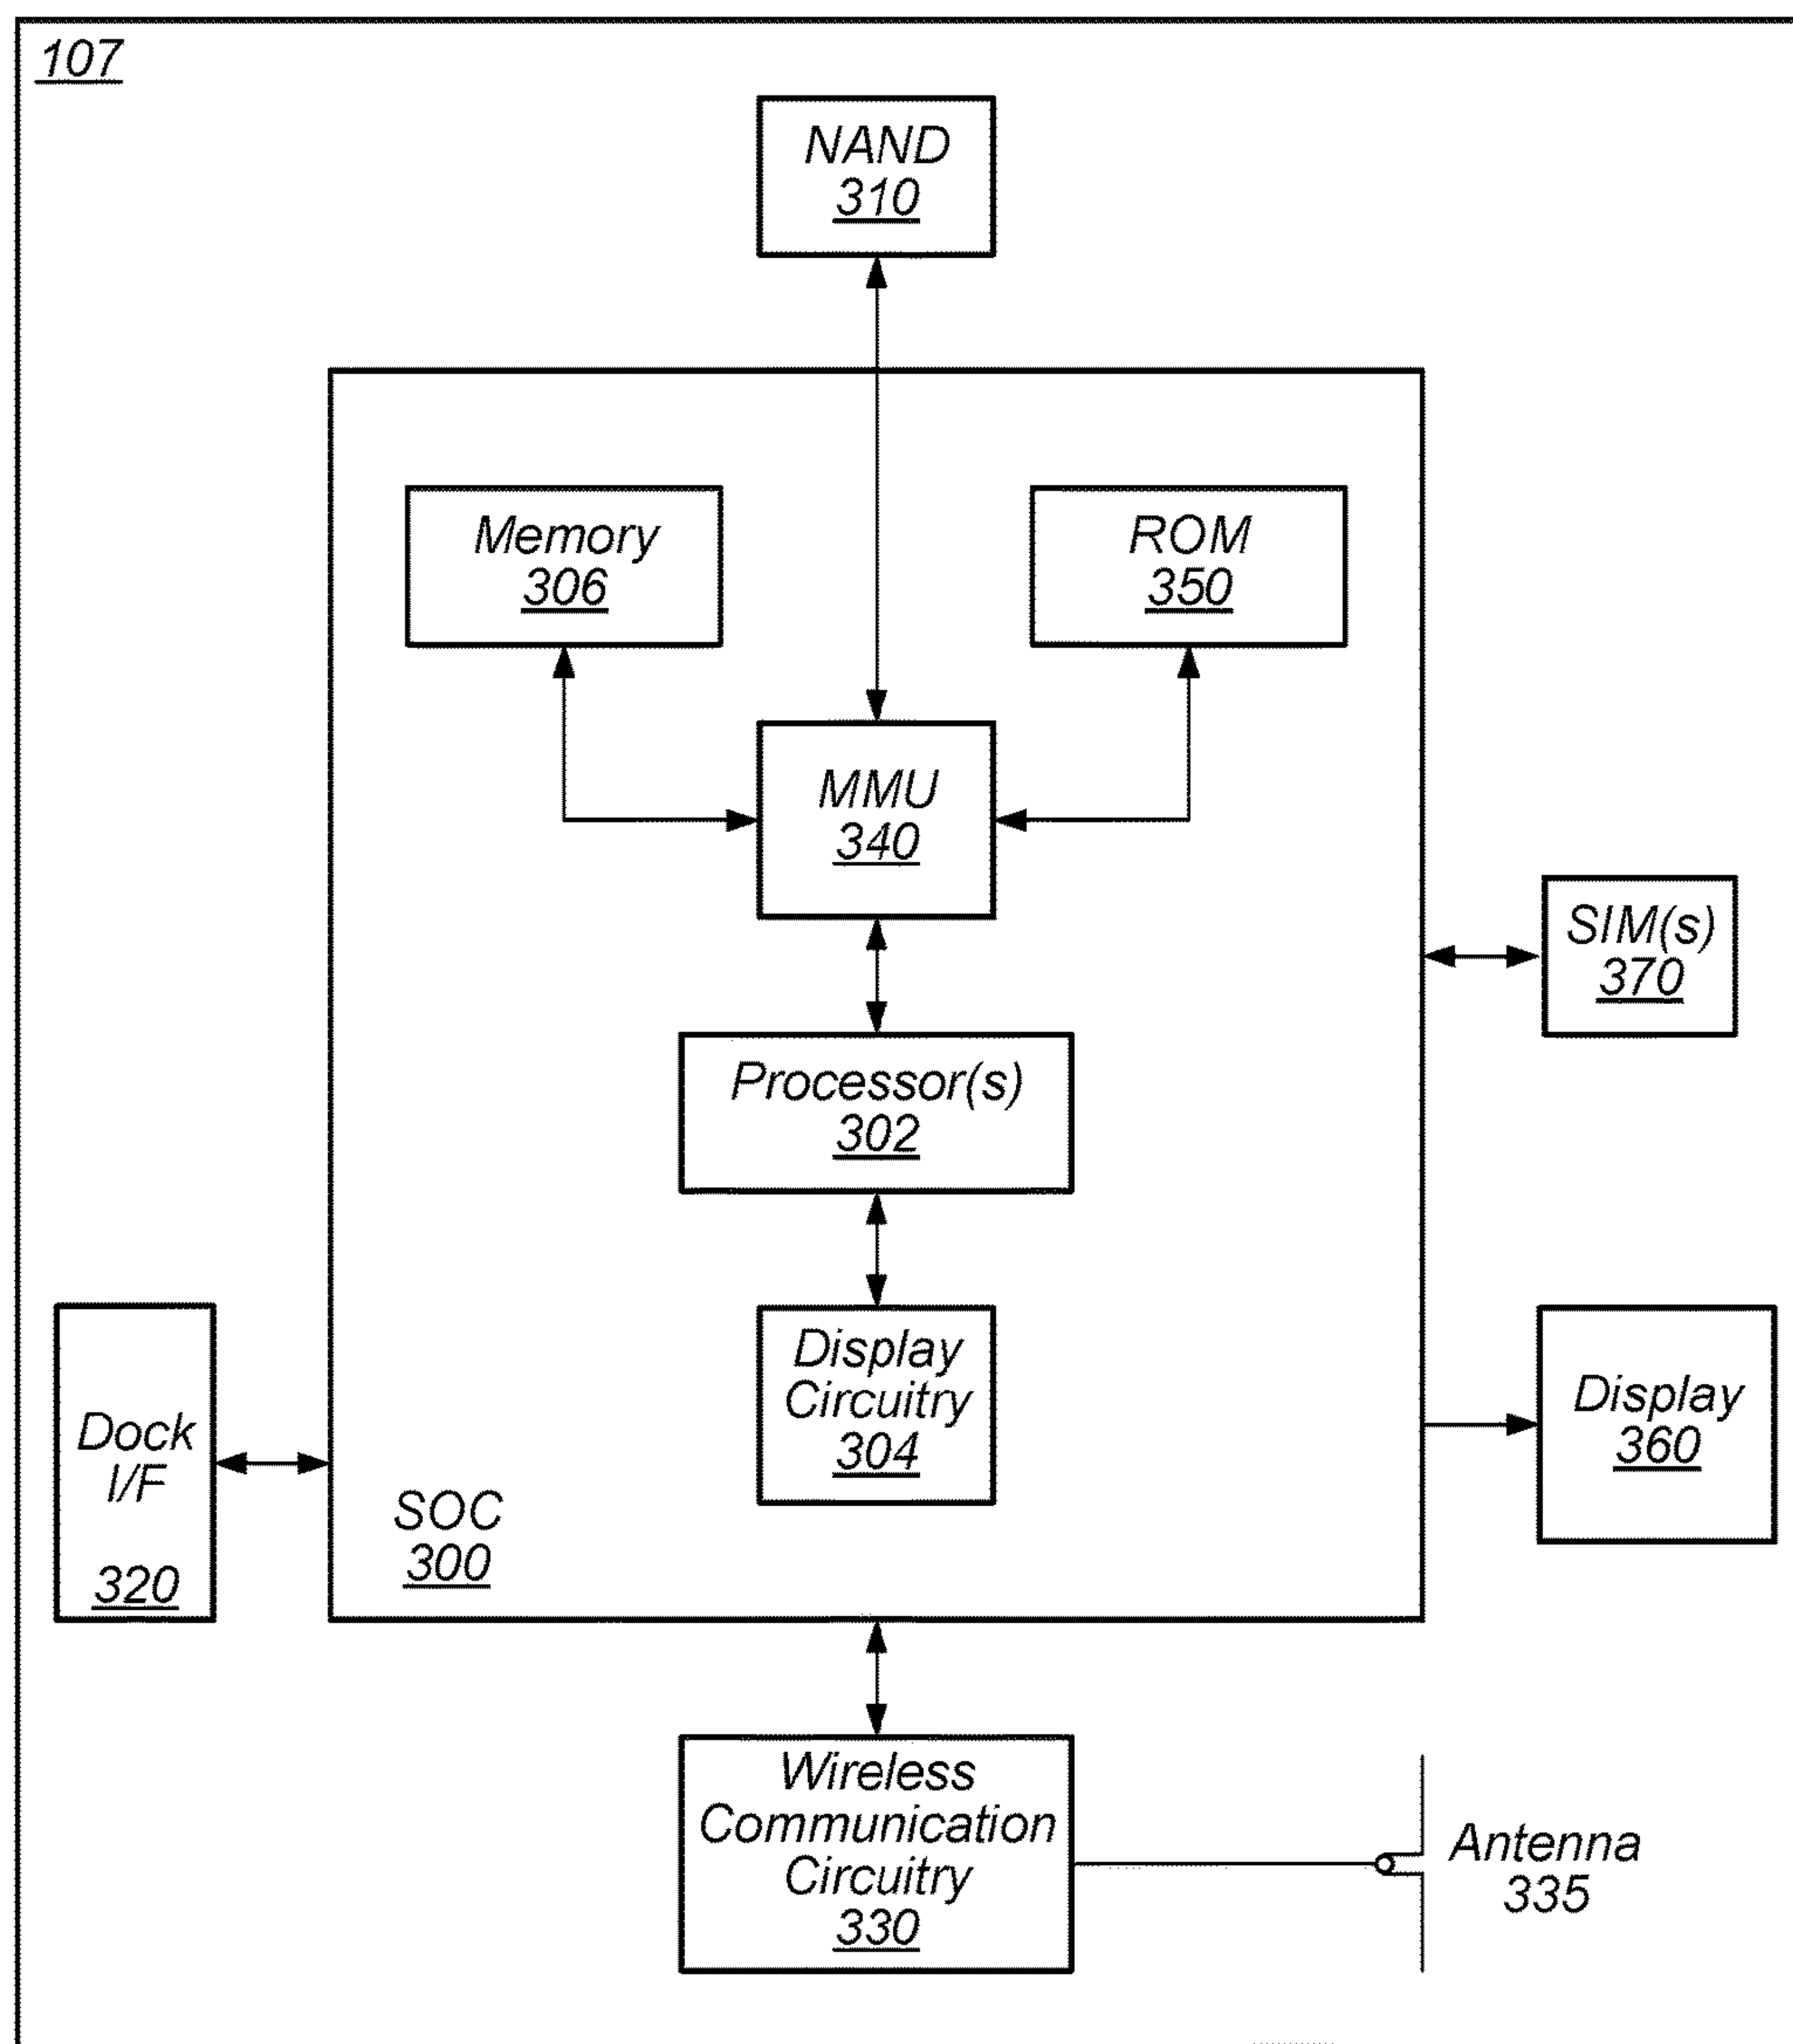 107
NAND
310
Memory
306
ROM
350
MMU
340
SIM(s)
370
Processor(s)
302
Display
Circuitry
304
Display
360
Dock
I/F
320
SOC
300
Wireless
Communication
Circuitry
330
Antenna
335